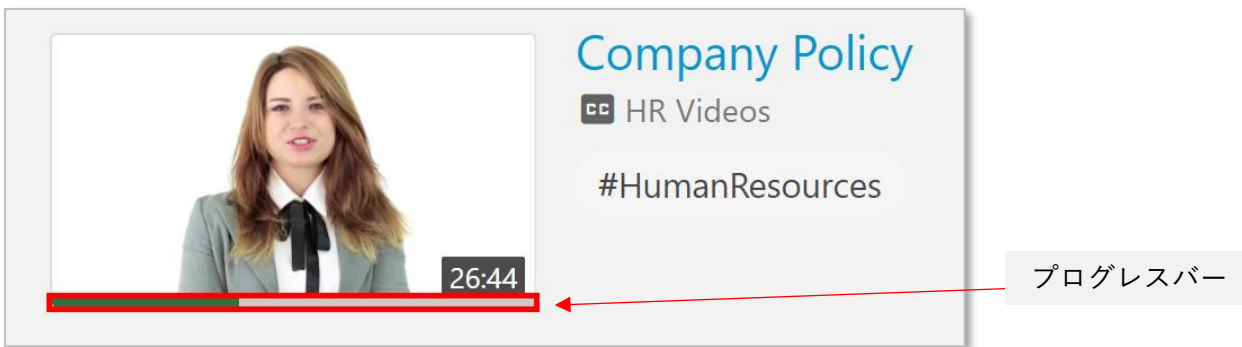 Company Policy
CC HR Videos
#HumanResources
26:44
プログレスバー